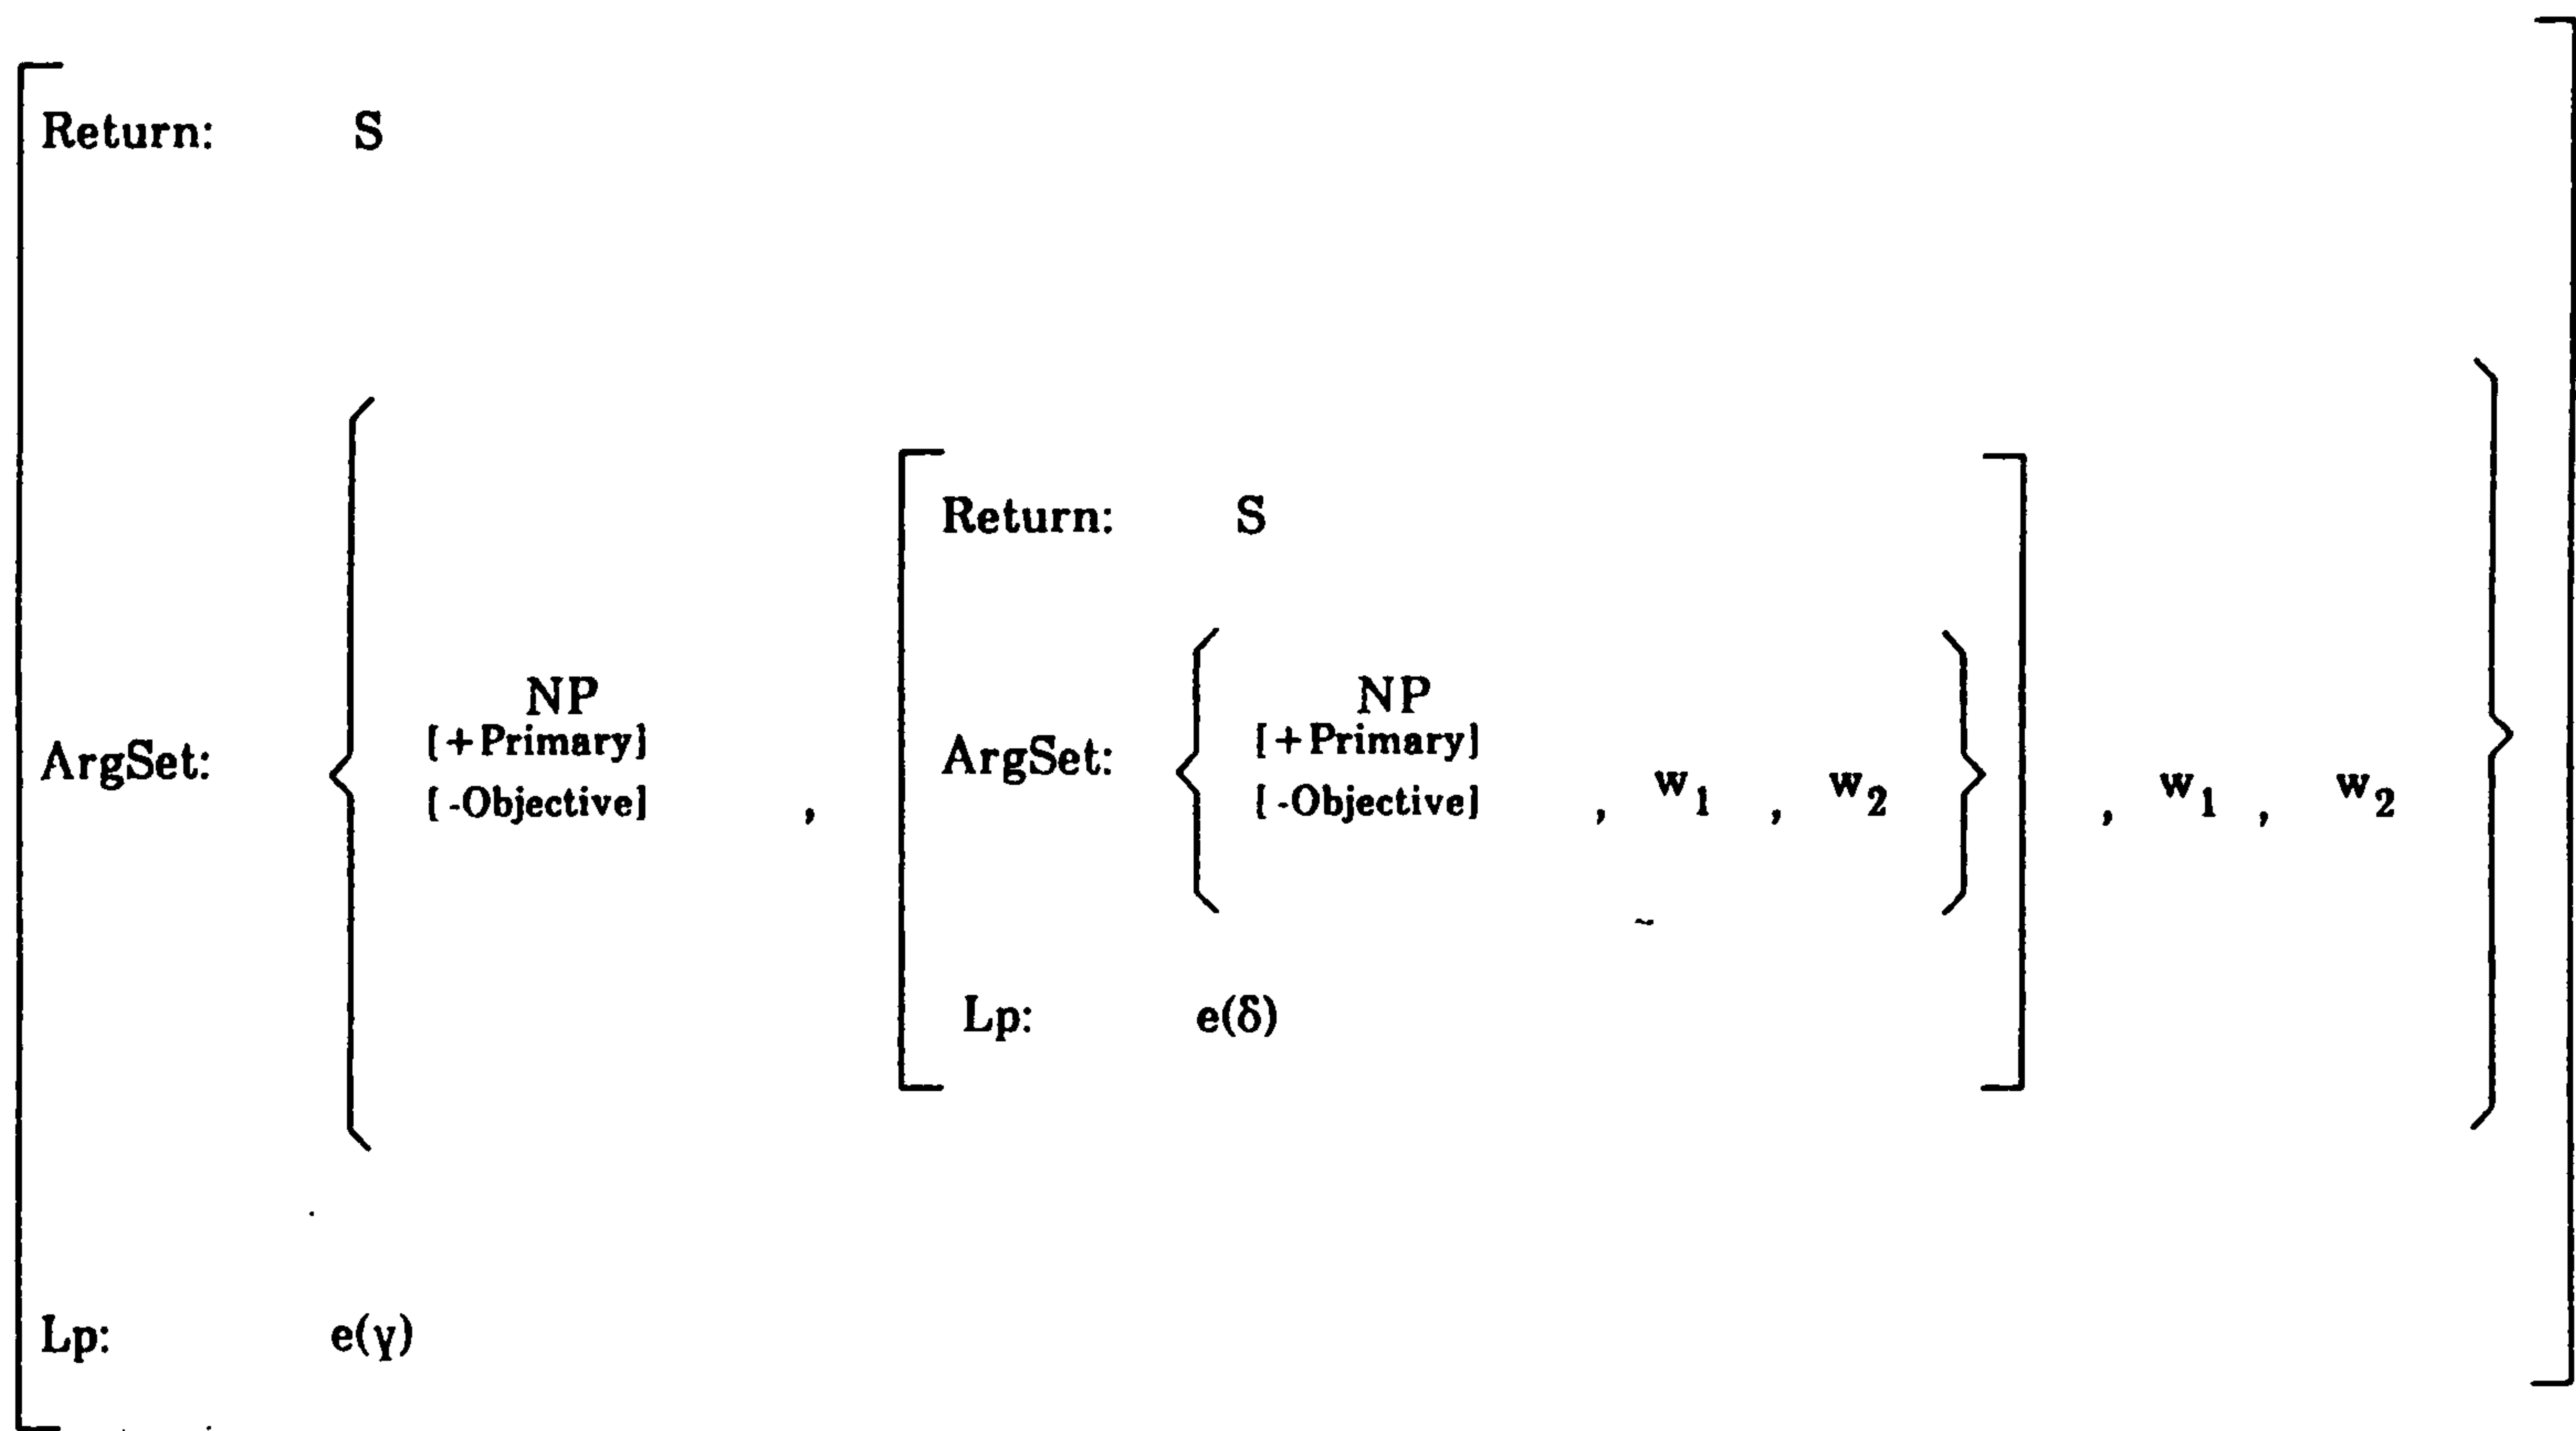 Return: S
Return: S
NP NP
[+Primary] [+Primary]
ArgSet: ArgSet:
[-Objective] , [-Objective] , w1 , w2 , w1 , w2
Lp: e(δ)
Lp: e(γ)